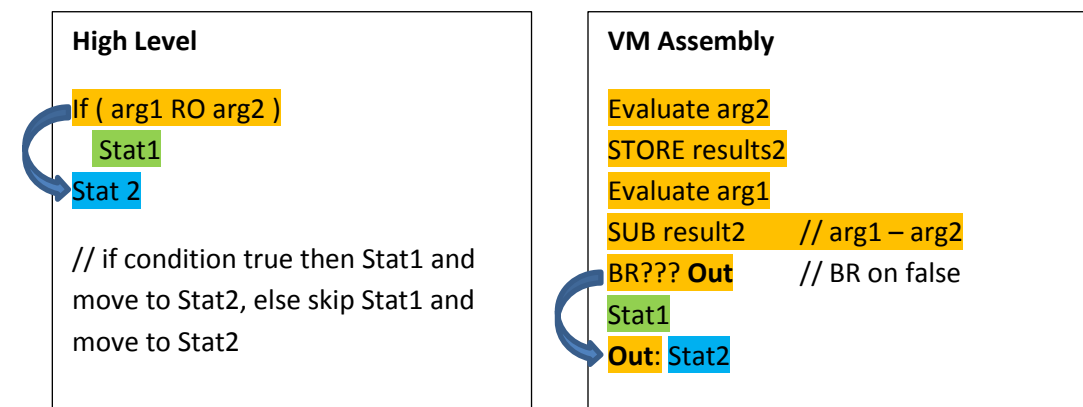 High Level
If ( arg1 RO arg2 )
Stat1
Stat 2
// if condition true then Stat1 and
move to Stat2, else skip Stat1 and
move to Stat2
VM Assembly
Evaluate arg2
STORE results2
Evaluate arg1
SUB result2 // arg1 – arg2
BR??? Out // BR on false
Stat1
Out: Stat2